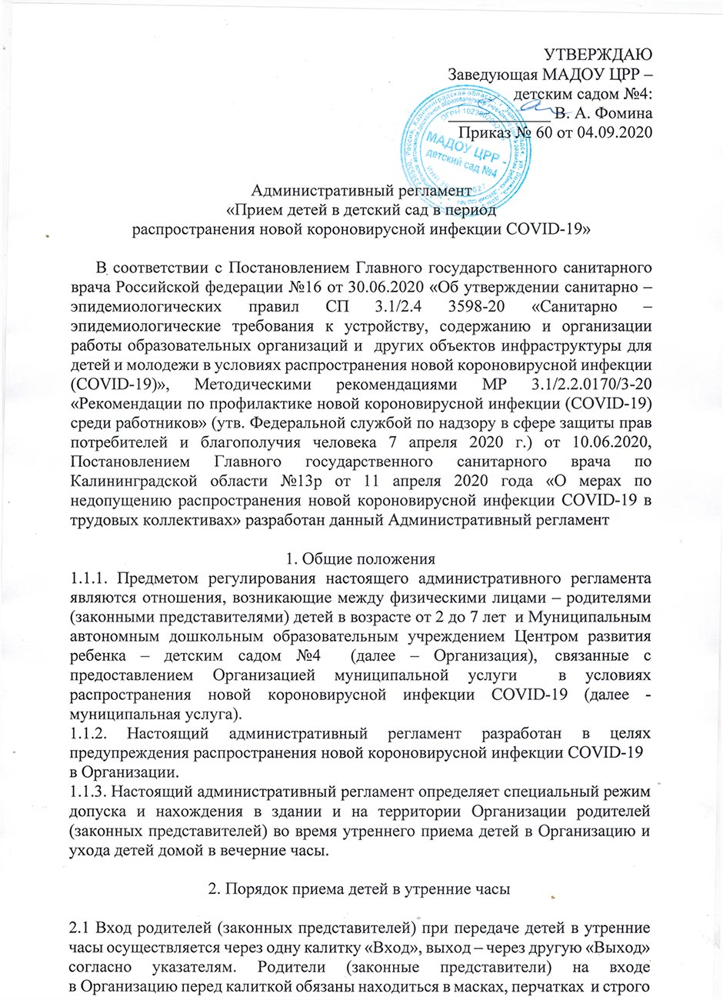 УТВЕРЖДАЮ
Заведующая МАДОУ ЦРР –
детским садом №4:
____________ В. А. Фомина
Приказ № 60 от 04.09.2020
МАДОУ ЦРР -
детский сад №4
Административный регламент
«Прием детей в детский сад в период
распространения новой короновирусной инфекции COVID-19»
В соответствии с Постановлением Главного государственного санитарного
врача Российской федерации №16 от 30.06.2020 «Об утверждении санитарно –
эпидемиологических правил СП 3.1/2.4 3598-20 «Санитарно –
эпидемиологические требования к устройству, содержанию и организации
работы образовательных организаций и других объектов инфраструктуры для
детей и молодежи в условиях распространения новой короновирусной инфекции
(COVID-19)», Методическими рекомендациями МР 3.1/2.2.0170/3-20
«Рекомендации по профилактике новой короновирусной инфекции (COVID-19)
среди работников» (утв. Федеральной службой по надзору в сфере защиты прав
потребителей и благополучия человека 7 апреля 2020 г.) от 10.06.2020,
Постановлением Главного государственного санитарного врача по
Калининградской области №13р от 11 апреля 2020 года «О мерах по
недопущению распространения новой короновирусной инфекции COVID-19 в
трудовых коллективах» разработан данный Административный регламент
1. Общие положения
1.1.1. Предметом регулирования настоящего административного регламента
являются отношения, возникающие между физическими лицами – родителями
(законными представителями) детей в возрасте от 2 до 7 лет и Муниципальным
автономным дошкольным образовательным учреждением Центром развития
ребенка – детским садом №4 (далее – Организация), связанные с
предоставлением Организацией муниципальной услуги в условиях
распространения новой короновирусной инфекции COVID-19 (далее -
муниципальная услуга).
1.1.2. Настоящий административный регламент разработан в целях
предупреждения распространения новой короновирусной инфекции COVID-19
в Организации.
1.1.3. Настоящий административный регламент определяет специальный режим
допуска и нахождения в здании и на территории Организации родителей
(законных представителей) во время утреннего приема детей в Организацию и
ухода детей домой в вечерние часы.
2. Порядок приема детей в утренние часы
2.1 Вход родителей (законных представителей) при передаче детей в утренние
часы осуществляется через одну калитку «Вход», выход – через другую «Выход»
согласно указателям. Родители (законные представители) на входе
в Организацию перед калиткой обязаны находиться в масках, перчатках и строго